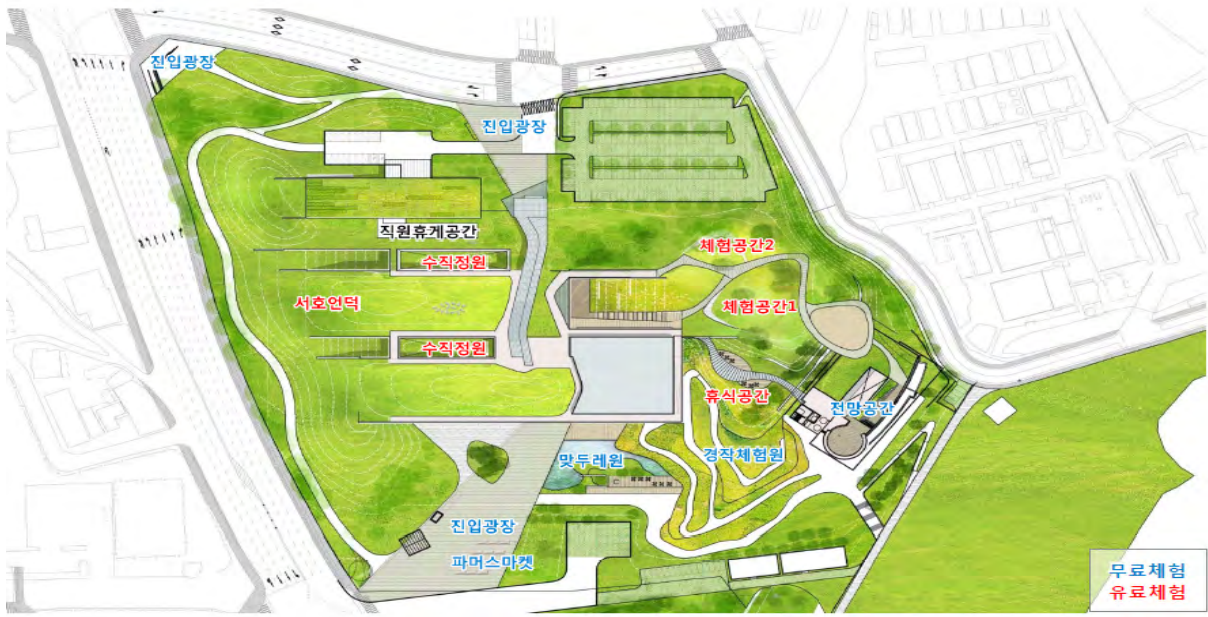 진입광장
진입광장
직원휴게공간
수직정원
체험공간2
서호언덕
체험공간1
수직정원
휴식공간
전망공간
맞두레원
경작체험원
진입광장
파머스마켓
무료체험
유료체험